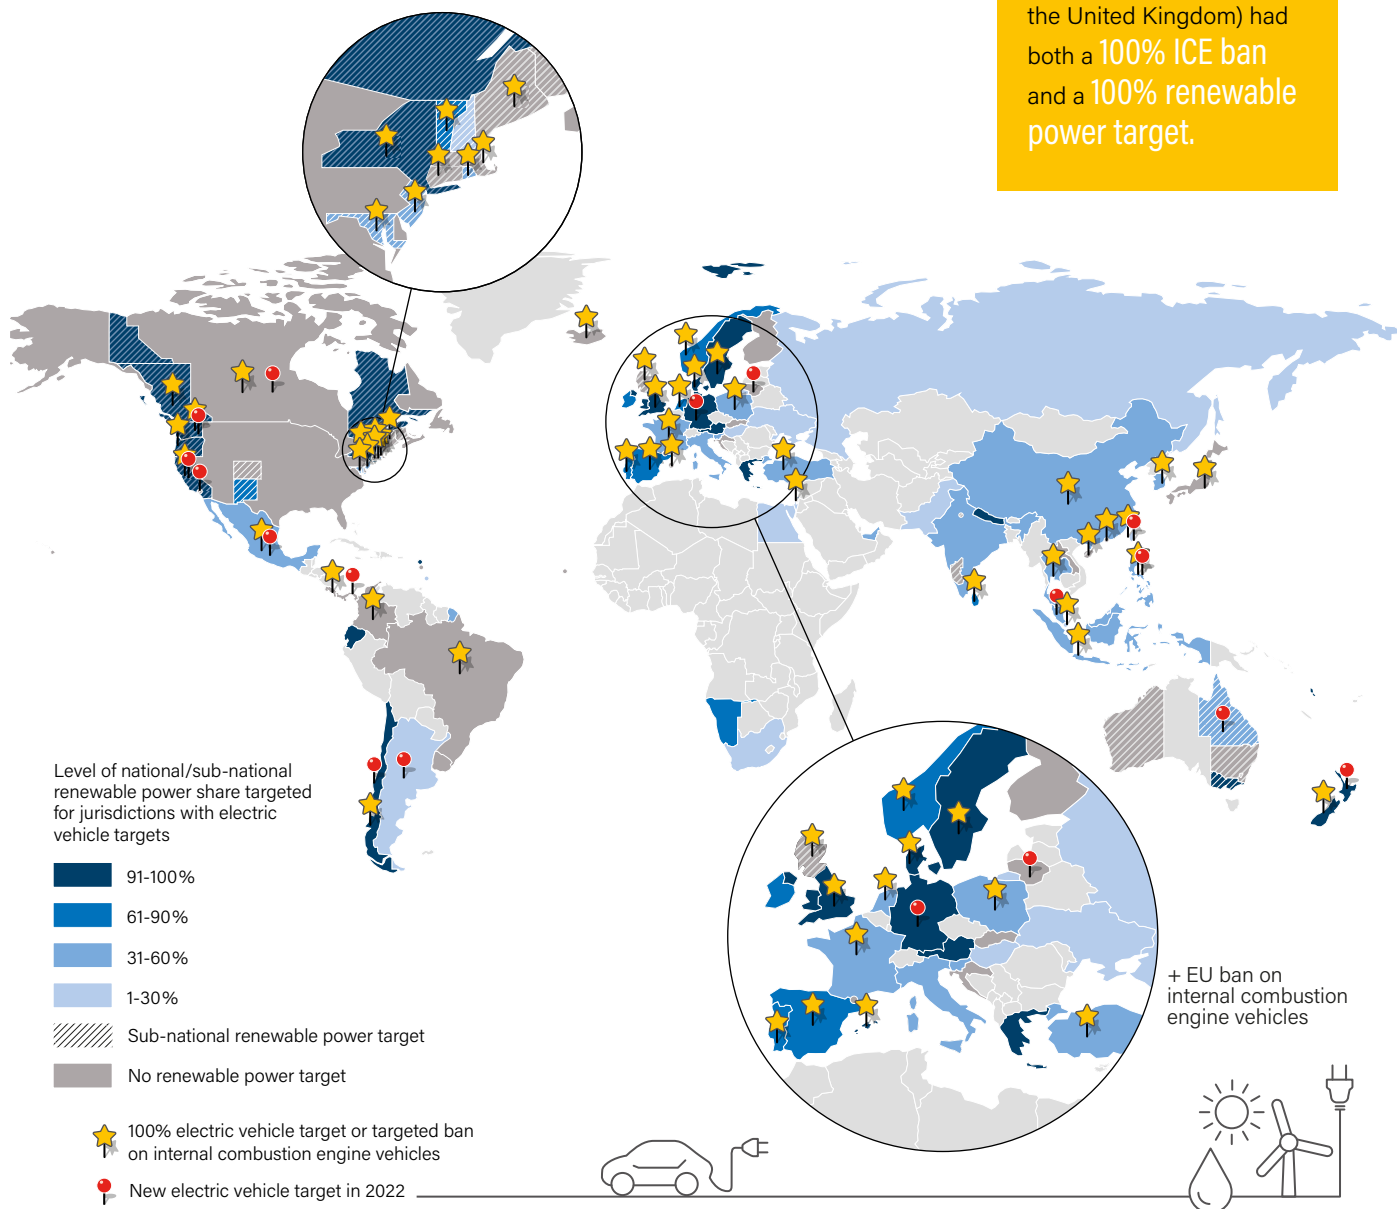 the United Kingdom) had
both a 100% ICE ban
and a 100% renewable
power target.
Level of national/sub-national
renewable power share targeted
for jurisdictions with electric
vehicle targets
91-100%
61-90%
31-60%
1-30%
Sub-national renewable power target
No renewable power target
100% electric vehicle target or targeted ban
on internal combustion engine vehicles
New electric vehicle target in 2022
+ EU ban on
internal combustion
engine vehicles